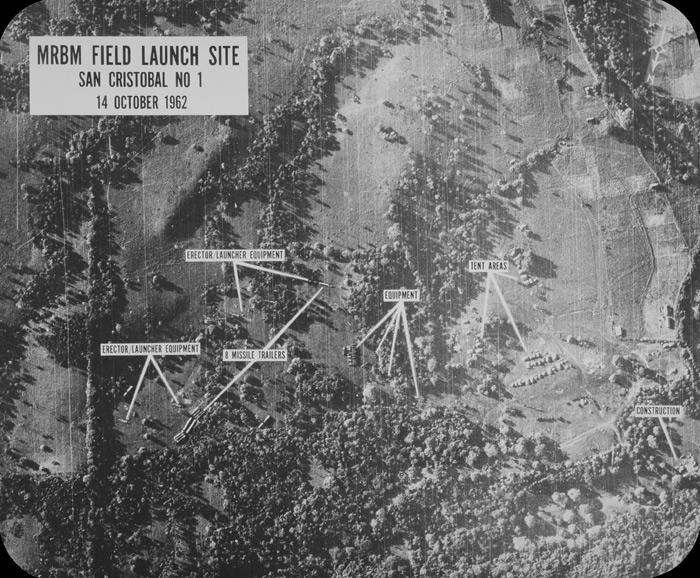 MRBM FIELD LAUNCH SITE
SAN CRISTOBAL NO 1
14 OCTOBER 1962
ERECTOR/LAUNCHER EQUIPMENT
TENT AREAS
EQUIPMENT
ERECTOR/LAUNCHER EQUIPMENT
8 MISSILE TRAILERS
CONSTRUCTION